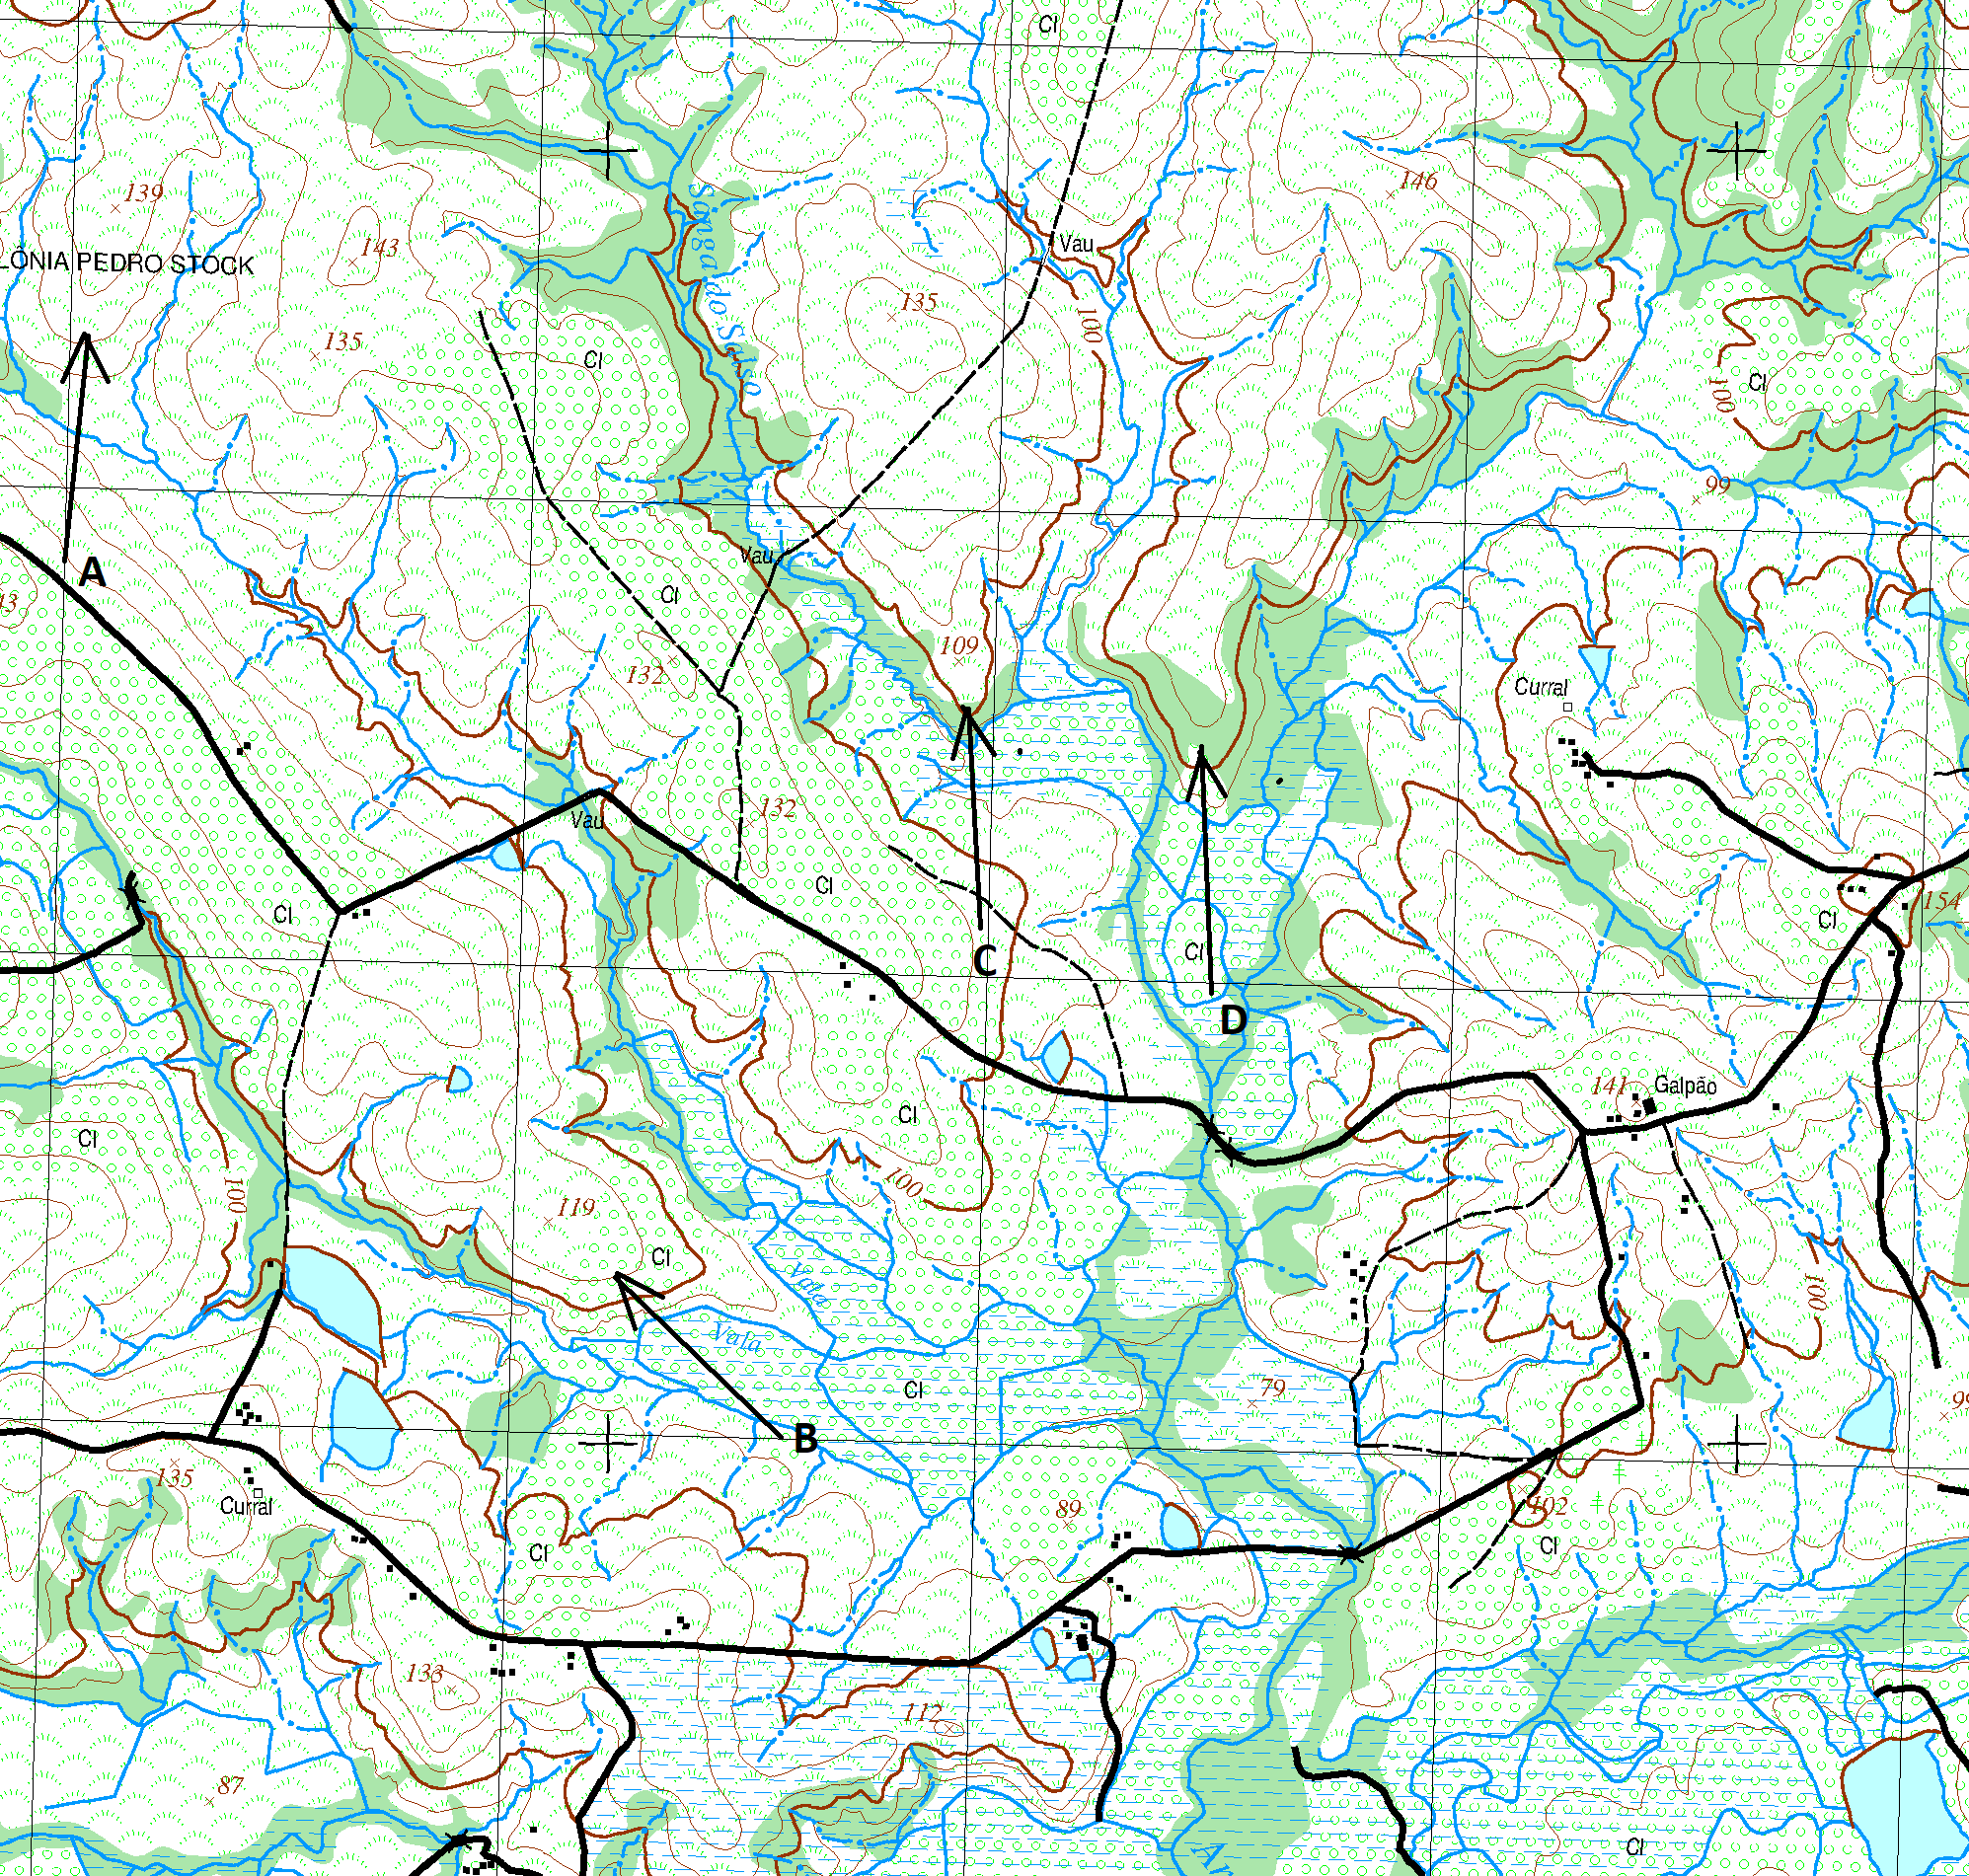 Cl
139
146
143
LÔNIA PEDRO STOCK
Sanga do Salso
Vau
135
100
135
Cl
Cl
100
99
Vau
A
Cl
109
132
Curral
132
Vau
Cl
Cl
154
Cl
C
Cl
D
141
Galpão
Cl
Cl
100
100
119
Cl
Vala
100
Vala
79
Cl
B
135
Curral
89
102
Cl
Cl
133
112
87
Cl